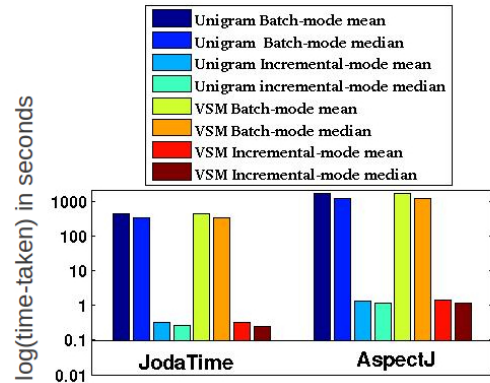 Unigram Batch-mode mean
Unigram Batch-mode median
Unigram Incremental-mode mean
Unigram incremental-mode median
VSM Batch-mode mean
VSM Batch-mode median
VSM Incremental-mode mean
VSM Incremental-mode median
log(time-taken) in seconds
1000
100
10
1
0.1
0.01
JodaTime
AspectJ